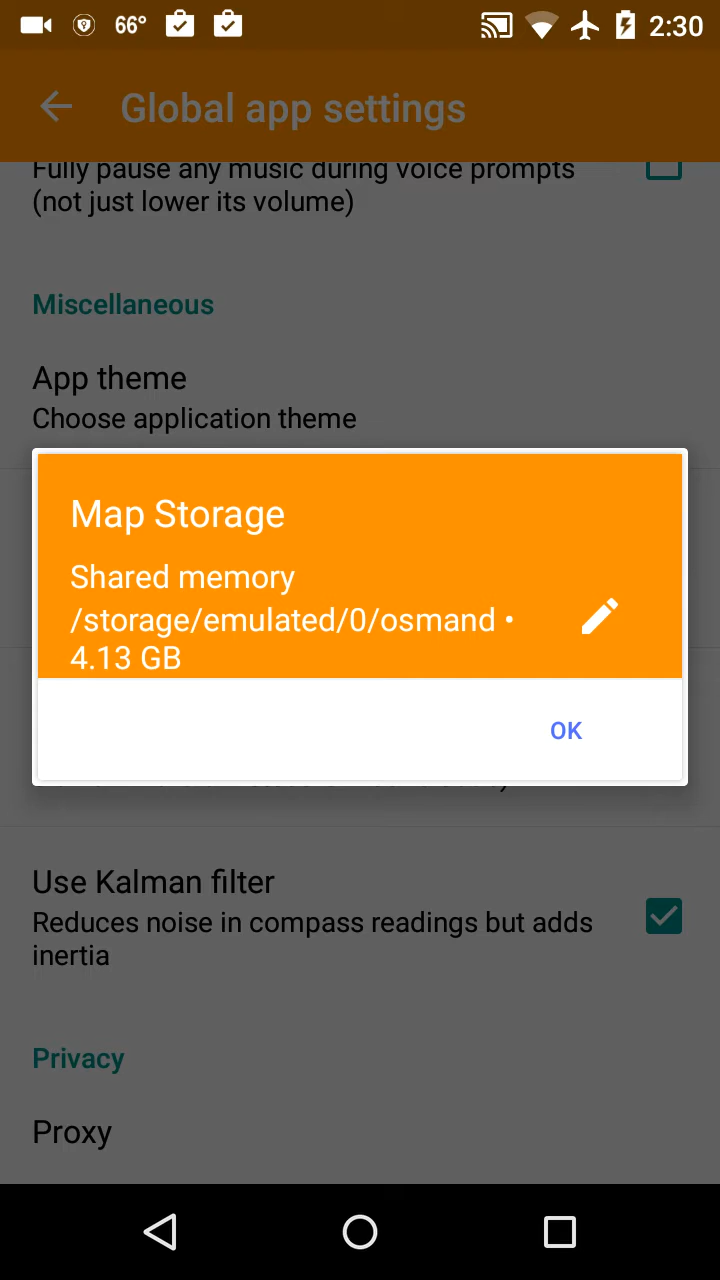 66° 2:30
Global app settings
Fully pause any music during voice prompts
(not just lower its volume)
Miscellaneous
App theme
Choose application theme
Map Storage
Shared memory
/storage/emulated/0/osmand •
4.13 GB
OK
Use Kalman filter
Reduces noise in compass readings but adds
inertia
Privacy
Proxy